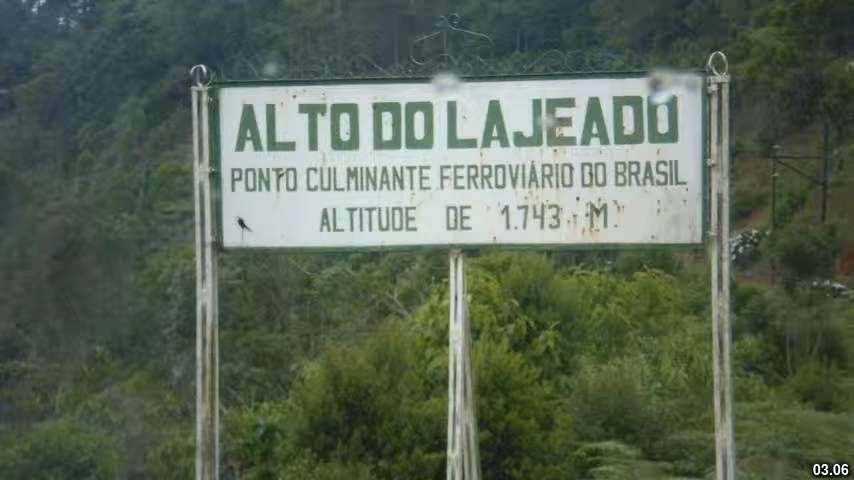 ALTO DO LAJEADO
PONTO CULMINANTE FERROVIÁRIO DO BRASIL
ALTITUDE DE 1.743 M.
03.06